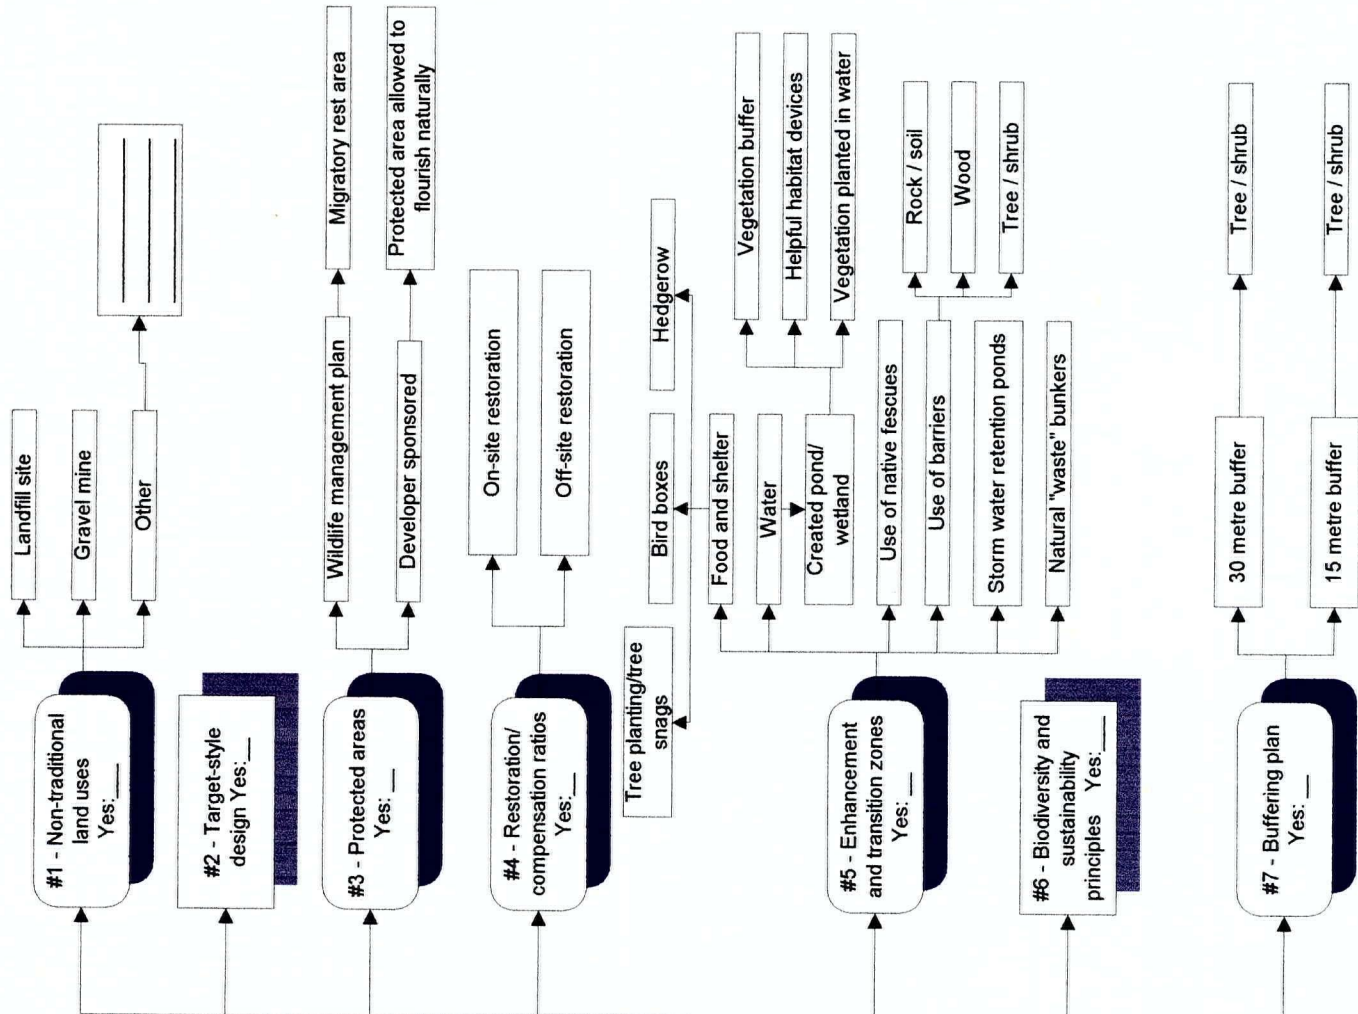 #1 - Non-traditional
land uses
Yes:___
Landfill site
Gravel mine
Other
#2 - Target-style
design Yes:__
#3 - Protected areas
Yes: __
Wildlife management plan
Migratory rest area
Developer sponsored
Protected area allowed to
flourish naturally
#4 - Restoration/
compensation ratios
Yes:__
On-site restoration
Off-site restoration
Tree planting/tree
snags
Bird boxes
Hedgerow
#5 - Enhancement
and transition zones
Yes: __
Food and shelter
Water
Created pond/
wetland
Vegetation buffer
Helpful habitat devices
Vegetation planted in water
Use of native fescues
Use of barriers
Rock / soil
Wood
Tree / shrub
Storm water retention ponds
Natural "waste" bunkers
#6 - Biodiversity and
sustainability
principles Yes:___
#7 - Buffering plan
Yes: __
30 metre buffer
Tree / shrub
15 metre buffer
Tree / shrub